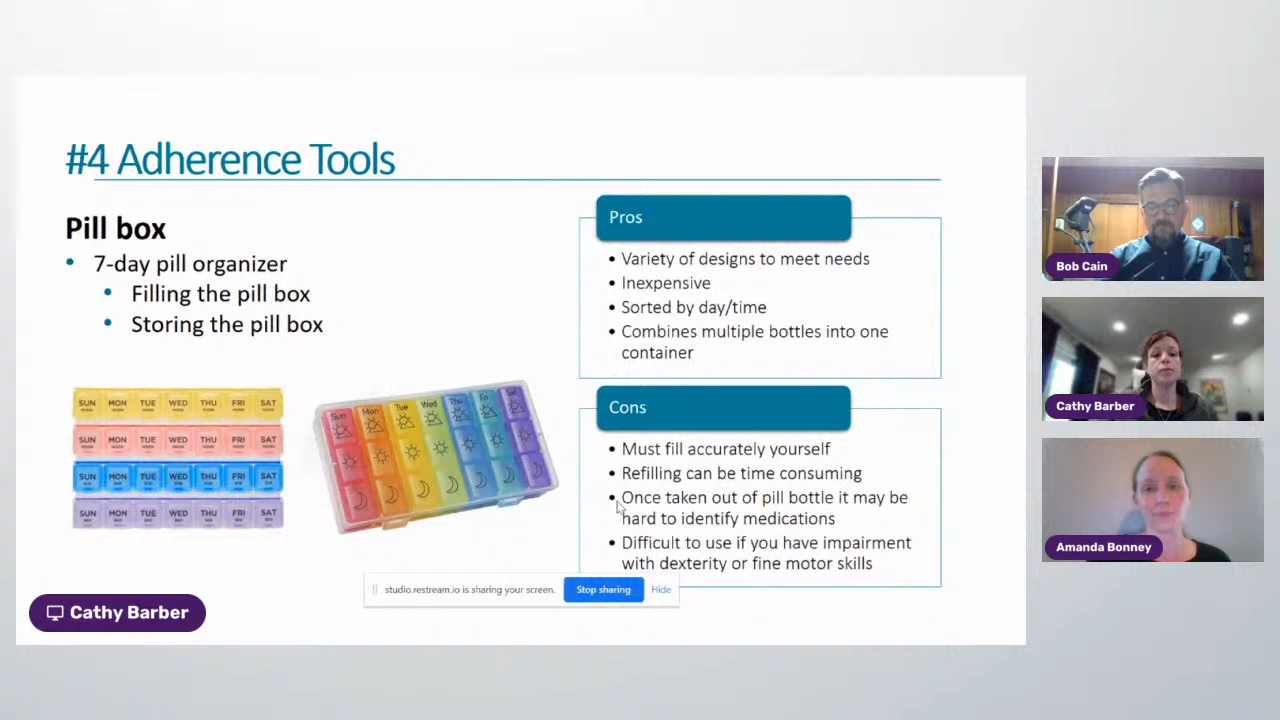 #4 Adherence Tools
Pill box
• 7-day pill organizer
• Filling the pill box
• Storing the pill box
Pros
• Variety of designs to meet needs
• Inexpensive
• Sorted by day/time
• Combines multiple bottles into one
container
Cons
• Must fill accurately yourself
• Refilling can be time consuming
• Once taken out of pill bottle it may be
hard to identify medications
• Difficult to use if you have impairment
with dexterity or fine motor skills
SUN MON TUE WED THU FRI SAT
SUN MON TUE WED THU FRI SAT
SUN MON TUE WED THU FRI SAT
SUN MON TUE WED THU FRI SAT
Sun Mon Tue Wed Thu Fri Sat
studio.restream.io is sharing your screen.
Stop sharing
Hide
Cathy Barber
Bob Cain
Cathy Barber
Amanda Bonney